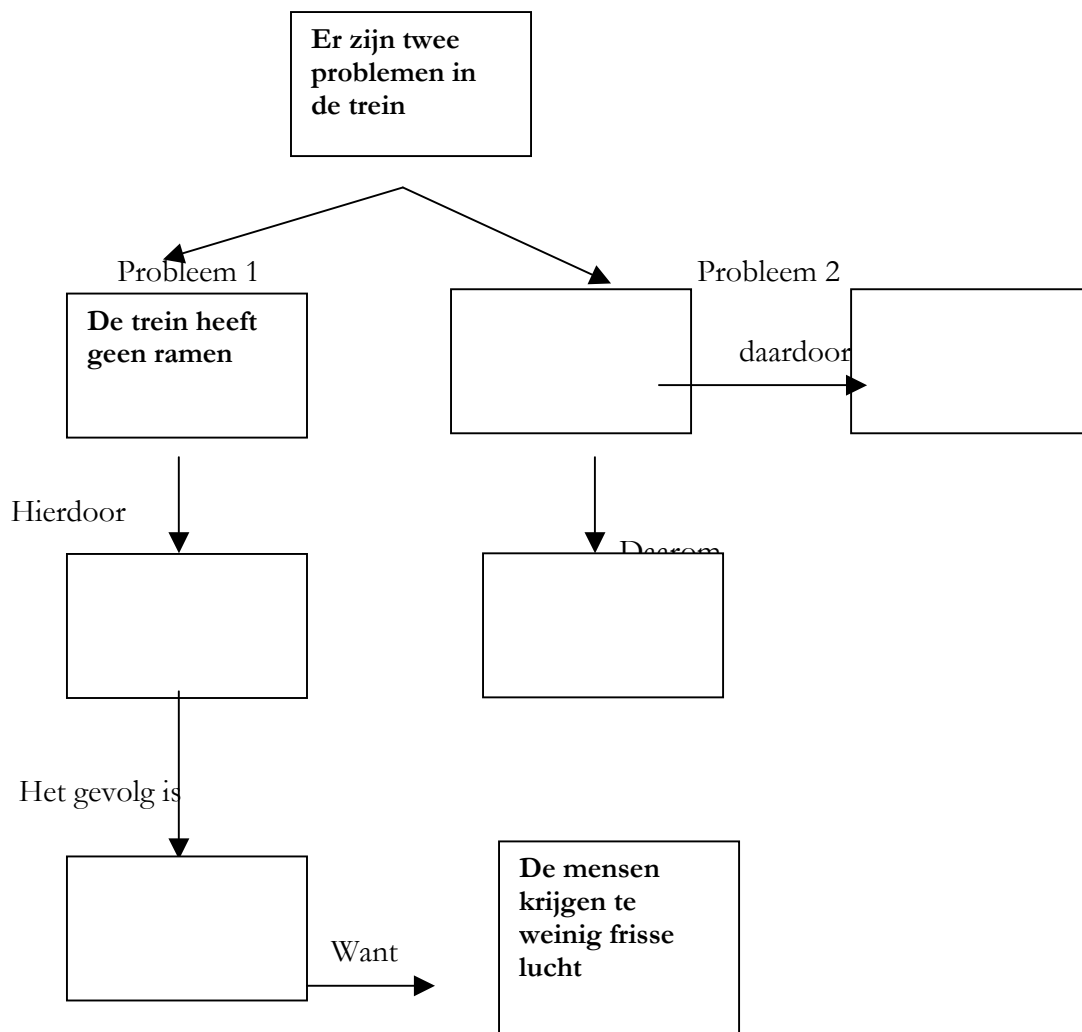 Er zijn twee
problemen in
de trein
Probleem 1
Probleem 2
De trein heeft
geen ramen
daardoor
Hierdoor
Daarom
Het gevolg is
De mensen
krijgen te
weinig frisse
lucht
Want